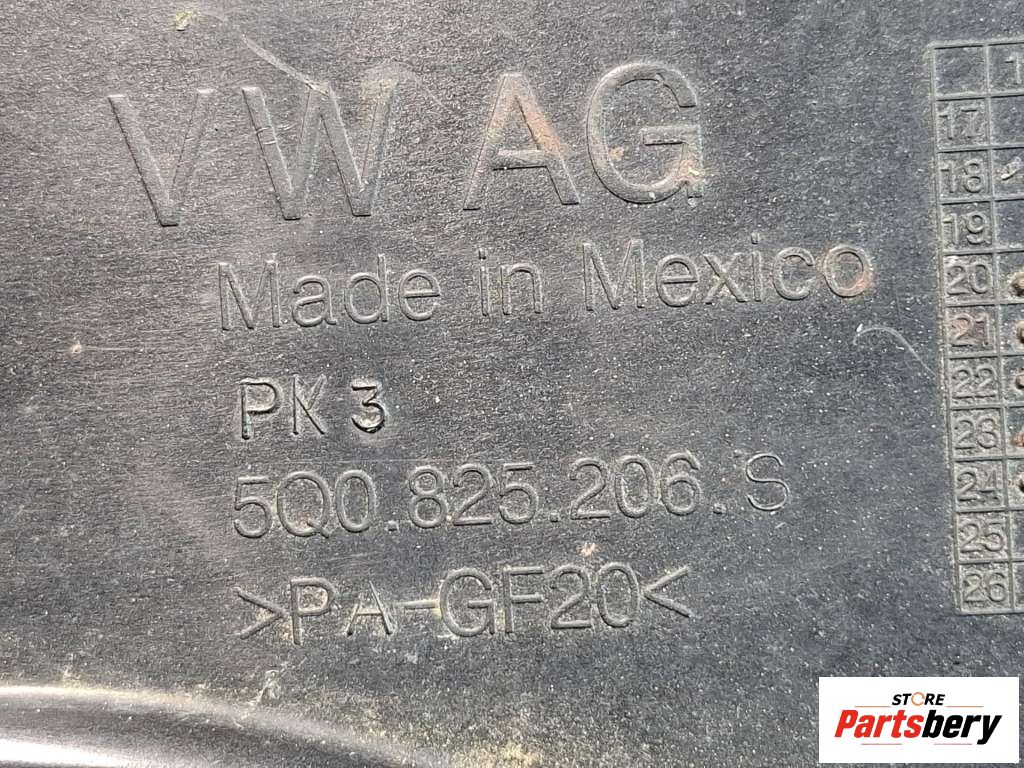 VW AG
Made in Mexico
PK 3
5Q0.825.206.S
>PA-GF20<
1
17
18
19
20
21
22
23
24
25
26
STORE
Partsbery